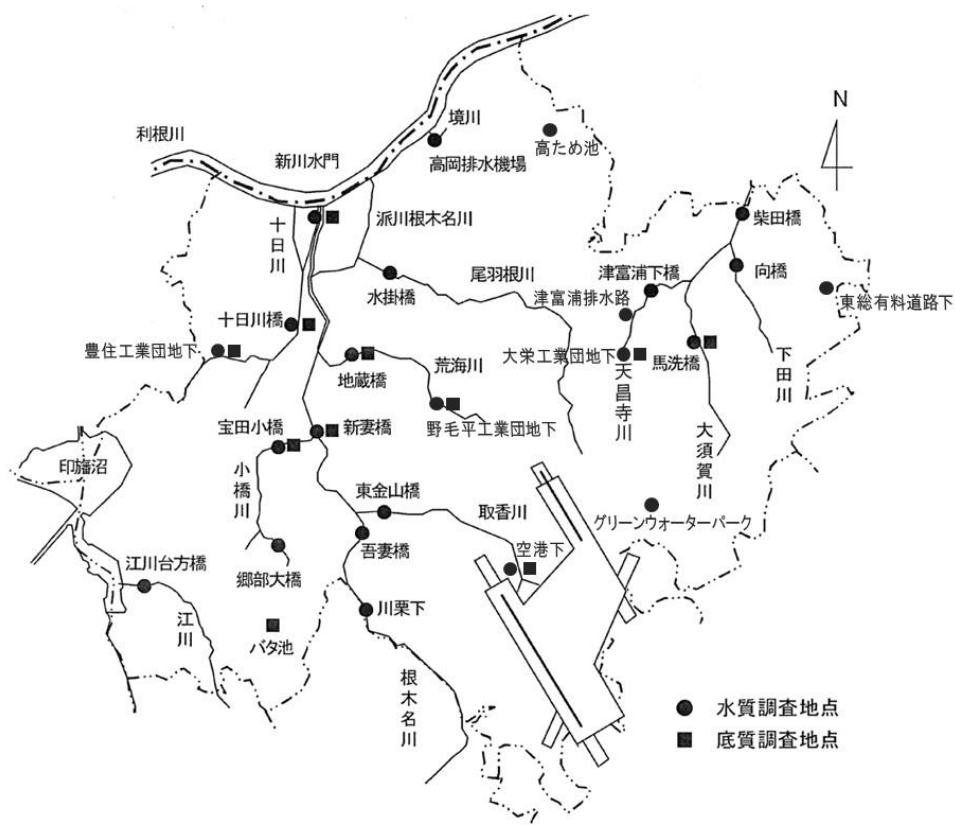 境川
N
利根川
高ため池
新川水門
高岡排水機場
十日川
派川根木名川
柴田橋
尾羽根川
津富浦下橋
向橋
水掛橋
津富浦排水路
東総有料道路下
十日川橋
豊住工業団地下
荒海川
大栄工業団地下
馬洗橋
下田川
地蔵橋
天昌寺川
宝田小橋
新妻橋
野毛平工業団地下
大須賀川
印旛沼
小橋川
東金山橋
取香川
グリーンウォーターパーク
吾妻橋
空港下
江川台方橋
郷部大橋
川栗下
江川
バタ池
根木名川
水質調査地点
底質調査地点